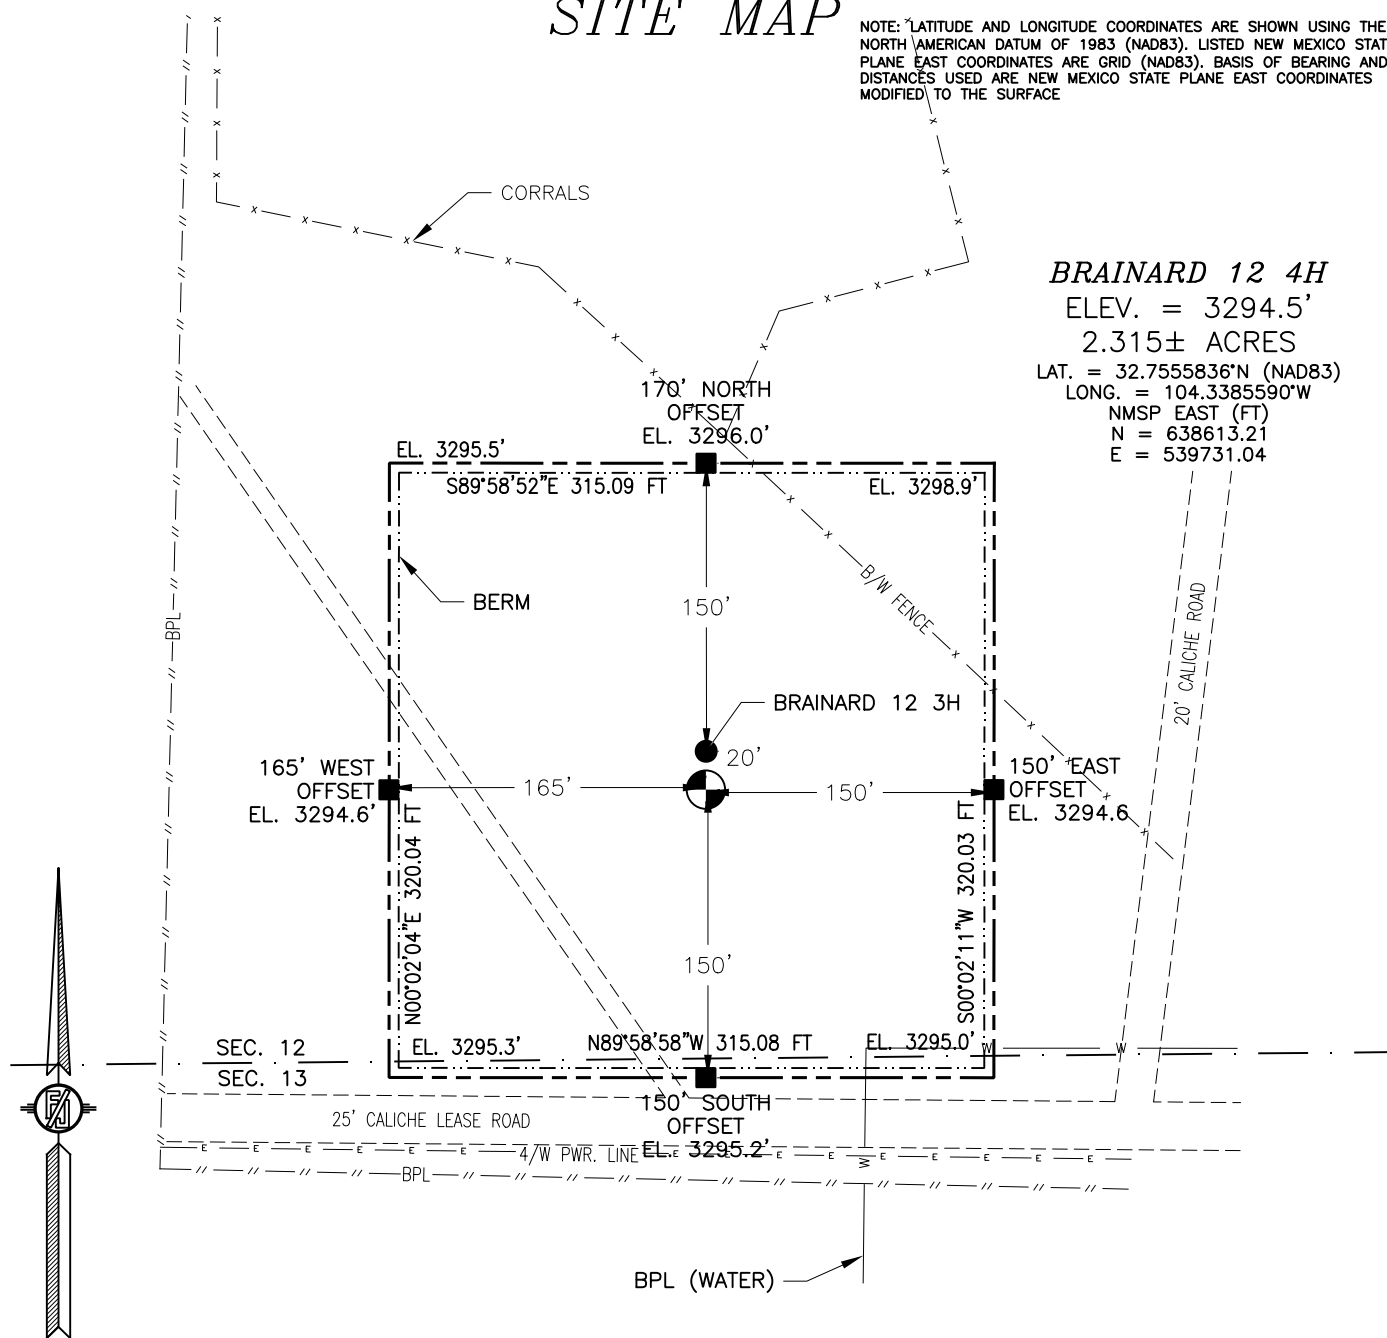 SITE MAP
NOTE: LATITUDE AND LONGITUDE COORDINATES ARE SHOWN USING THE
NORTH AMERICAN DATUM OF 1983 (NAD83). LISTED NEW MEXICO STAT
PLANE EAST COORDINATES ARE GRID (NAD83). BASIS OF BEARING AND
DISTANCES USED ARE NEW MEXICO STATE PLANE EAST COORDINATES
MODIFIED TO THE SURFACE
CORRALS
BRAINARD 12 4H
ELEV. = 3294.5'
2.315± ACRES
LAT. = 32.7555836°N (NAD83)
LONG. = 104.3385590°W
NMSP EAST (FT)
N = 638613.21
E = 539731.04
170' NORTH
OFFSET
EL. 3296.0'
EL. 3295.5'
S89°58'52"E 315.09 FT
EL. 3298.9'
BERM
150'
B/W FENCE
20' CALICHE ROAD
BPL
BRAINARD 12 3H
20'
165' WEST
OFFSET
EL. 3294.6'
165'
150'
150' EAST
OFFSET
EL. 3294.6
N00°02'04"E 320.04 FT
S00°02'11"W 320.03 FT
150'
SEC. 12
SEC. 13
EL. 3295.3'
N89°58'58"W 315.08 FT
EL. 3295.0'
W W
25' CALICHE LEASE ROAD
150' SOUTH
OFFSET
EL. 3295.2'
E E E E E E E E E E E E E E E E
4/W PWR. LINE
W
BPL
BPL (WATER)